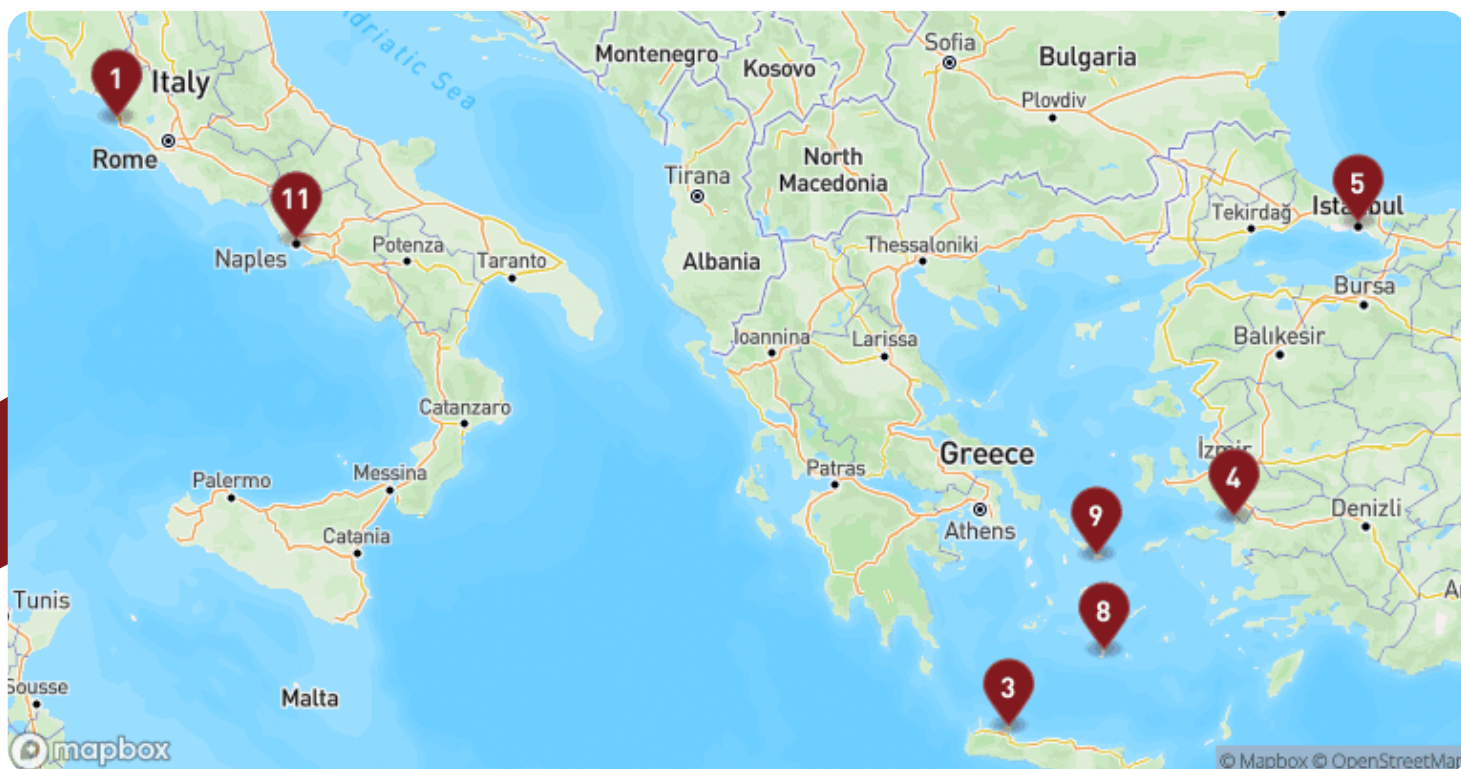 Adriatic Sea
Montenegro
Kosovo
Sofia
Bulgaria
1
Italy
Plovdiv
Rome
North
Macedonia
Tirana
11
5
Istanbul
Tekirdağ
Naples
Potenza
Taranto
Albania
Thessaloniki
Bursa
Ioannina
Larissa
Balıkesir
Catanzaro
Greece
İzmir
Messina
Palermo
Patras
4
Denizli
9
Athens
Catania
8
Tunis
3
Malta
Sousse
mapbox
© Mapbox © OpenStreetMap